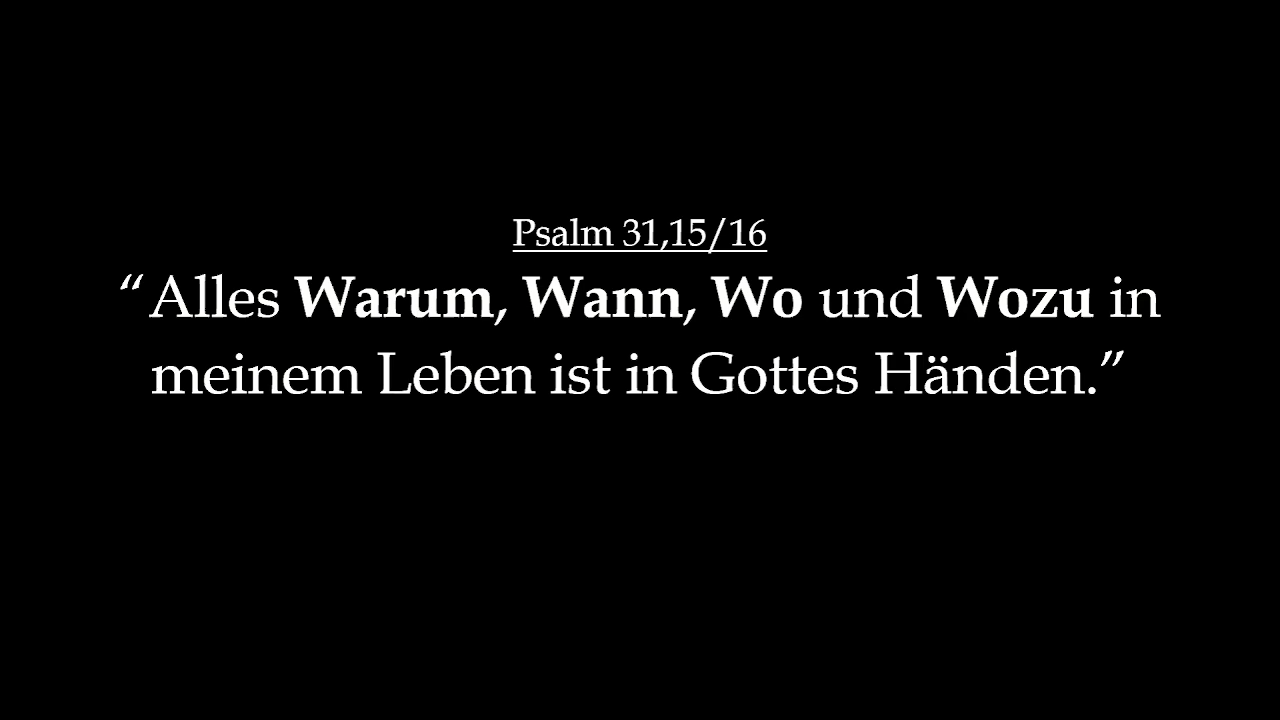 Psalm 31,15/16
“Alles Warum, Wann, Wo und Wozu in
meinem Leben ist in Gottes Händen.”